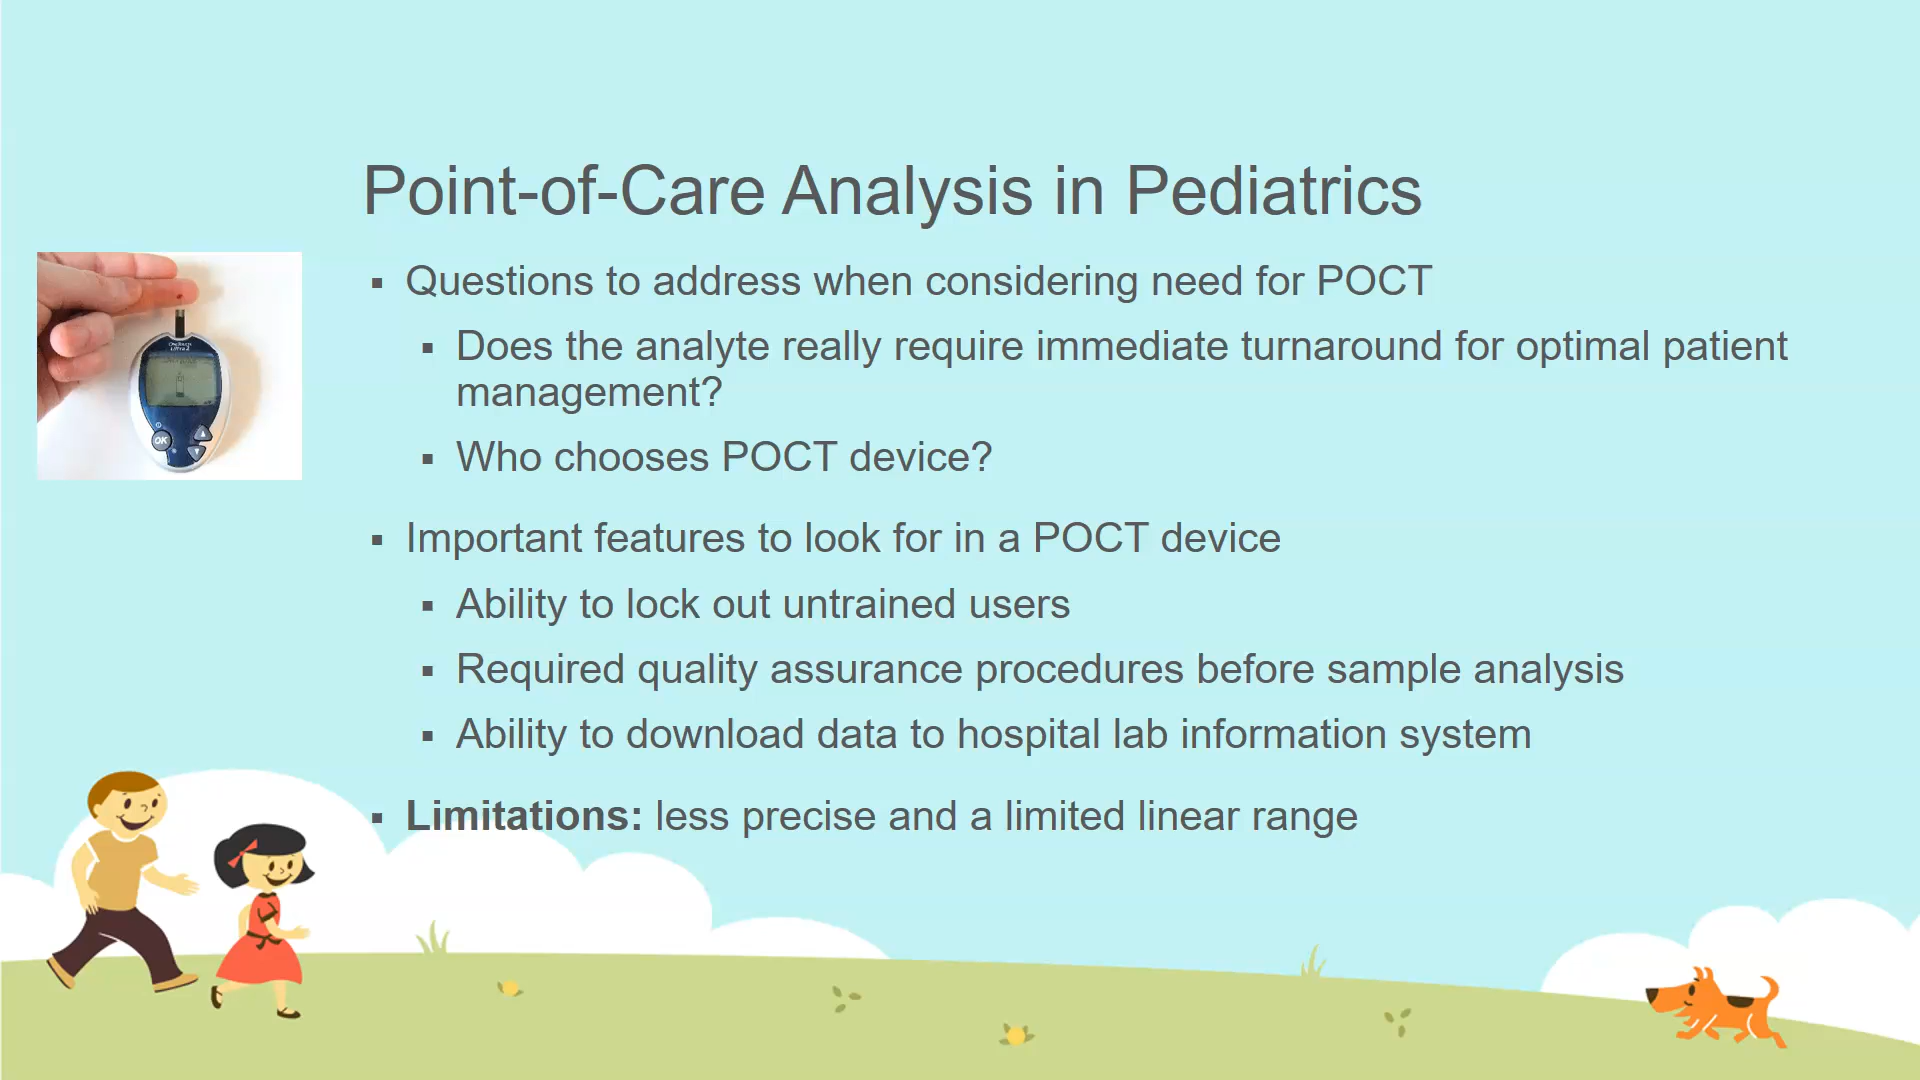 Point-of-Care Analysis in Pediatrics
▪ Questions to address when considering need for POCT
▪ Does the analyte really require immediate turnaround for optimal patient
management?
▪ Who chooses POCT device?
▪ Important features to look for in a POCT device
▪ Ability to lock out untrained users
▪ Required quality assurance procedures before sample analysis
▪ Ability to download data to hospital lab information system
▪ Limitations: less precise and a limited linear range
OK